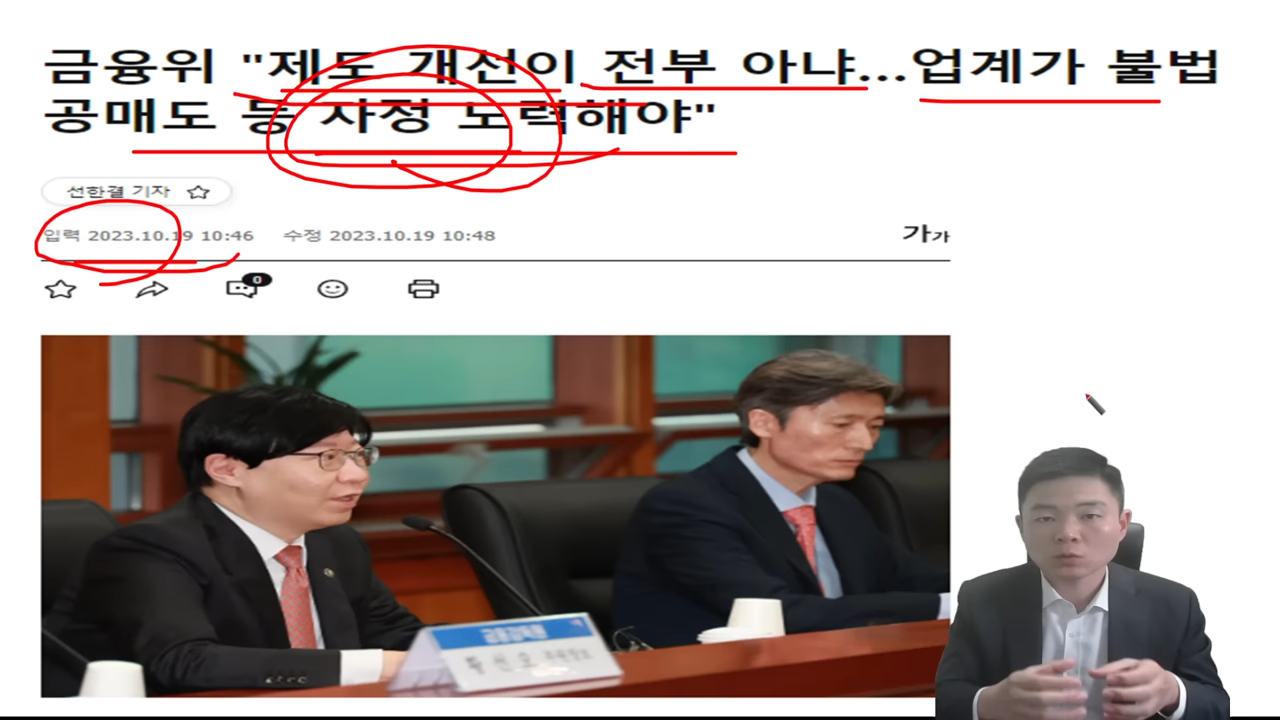 금융위 "제도 개선이 전부 아냐...업계가 불법
공매도 등 자정 노력해야"
선한결 기자
입력 2023.10.19 10:46 수정 2023.10.19 10:48
가가
0